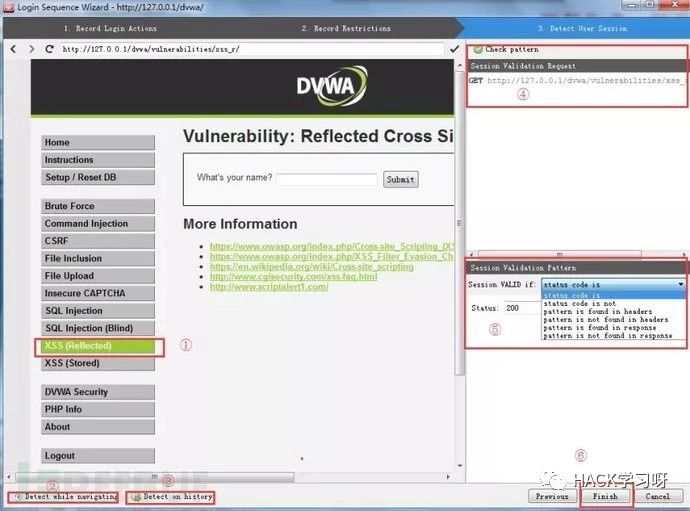 Login Sequence Wizard - http://127.0.0.1/dvwa/
1. Record Login Actions
2. Record Restrictions
3. Detect User Session
http://127.0.0.1/dvwa/vulnerabilities/xss_r/
Check pattern
Session Validation Request
GET http://127.0.0.1/dvwa/vulnerabilities/xss_r
④
DVWA
Home
Instructions
Setup / Reset DB
Brute Force
Command Injection
CSRF
File Inclusion
File Upload
Insecure CAPTCHA
SQL Injection
SQL Injection (Blind)
XSS (Reflected)
①
XSS (Stored)
DVWA Security
PHP Info
About
Logout
Vulnerability: Reflected Cross Si
What's your name?
Submit
More Information
https://www.owasp.org/index.php/Cross-site_Scripting_(XS
https://www.owasp.org/index.php/XSS_Filter_Evasion_Ch
https://en.wikipedia.org/wiki/Cross-site_scripting
http://www.cgisecurity.com/xss-faq.html
http://www.scriptalert1.com/
Session Validation Pattern
Session VALID if:
status code is
Status: 200
status code is
status code is not
pattern is found in headers
pattern is not found in headers
pattern is found in response
pattern is not found in response
⑤
⑥
②
③
Detect while navigating
Detect on history
HACK学习呀
Previous
Finish
Cancel